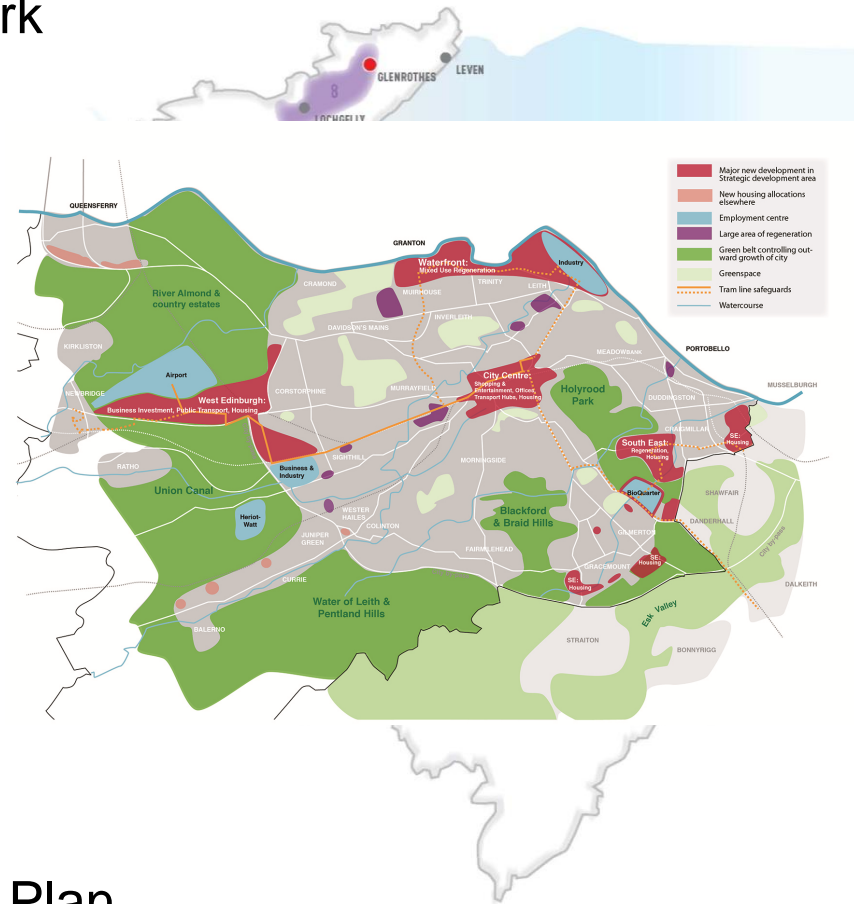 rk
LEVEN
GLENROTHES
8
LOCHGELLY
Major new development in
Strategic development area
New housing allocations
elsewhere
Employment centre
Large area of regeneration
Green belt controlling out-
ward growth of city
Greenspace
Tram line safeguards
Watercourse
QUEENSFERRY
GRANTON
Waterfront:
Mixed Use Regeneration
Industry
CRAMOND
MUIRHOUSE
TRINITY
LEITH
River Almond &
country estates
DAVIDSON'S MAINS
INVERLEITH
KIRKLISTON
MEADOWBANK
PORTOBELLO
Airport
City Centre:
Shopping &
Entertainment, Offices,
Transport Hubs, Housing
MUSSELBURGH
NEWBRIDGE
CORSTORPHINE
MURRAYFIELD
Holyrood
Park
DUDDINGSTON
West Edinburgh:
Business Investment, Public Transport, Housing
CRAIGMILLAR
SE:
Housing
South East:
Regeneration,
Housing
RATHO
Business &
Industry
SIGHTHILL
MORNINGSIDE
Union Canal
BioQuarter
SHAWFAIR
Heriot-
Watt
WESTER
HAILES
COLINTON
Blackford
& Braid Hills
DANDERHALL
JUNIPER
GREEN
GILMERTON
City by-pass
FAIRMILEHEAD
SE:
Housing
GRACEMOUNT
CURRIE
SE:
Housing
DALKEITH
Water of Leith &
Pentland Hills
Esk Valley
BALERNO
STRAITON
BONNYRIGG
Plan